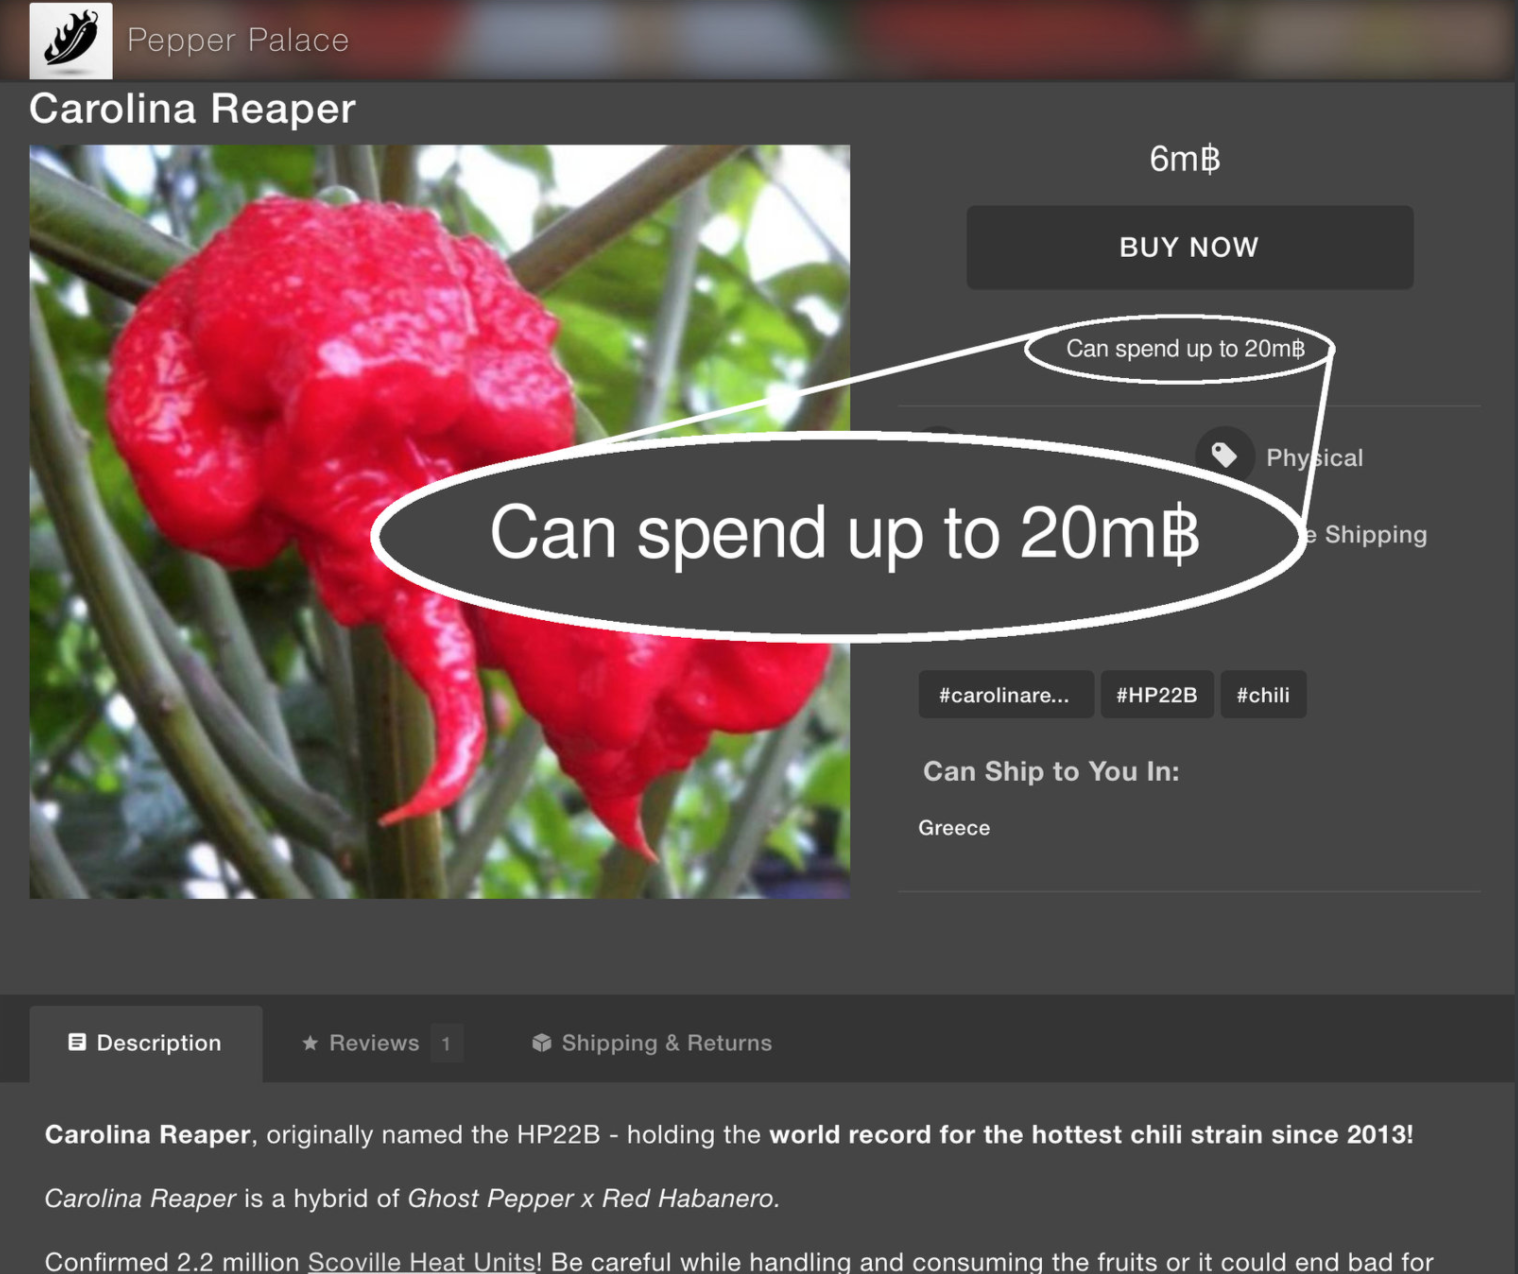 Pepper Palace
Carolina Reaper
6m฿
BUY NOW
Can spend up to 20m฿
Physical
Can spend up to 20m฿
Shipping
#carolinare...
#HP22B
#chili
Can Ship to You In:
Greece
Description
Reviews 1
Shipping & Returns
Carolina Reaper, originally named the HP22B - holding the world record for the hottest chili strain since 2013!
Carolina Reaper is a hybrid of Ghost Pepper x Red Habanero.
Confirmed 2.2 million Scoville Heat Units! Be careful while handling and consuming the fruits or it could end bad for